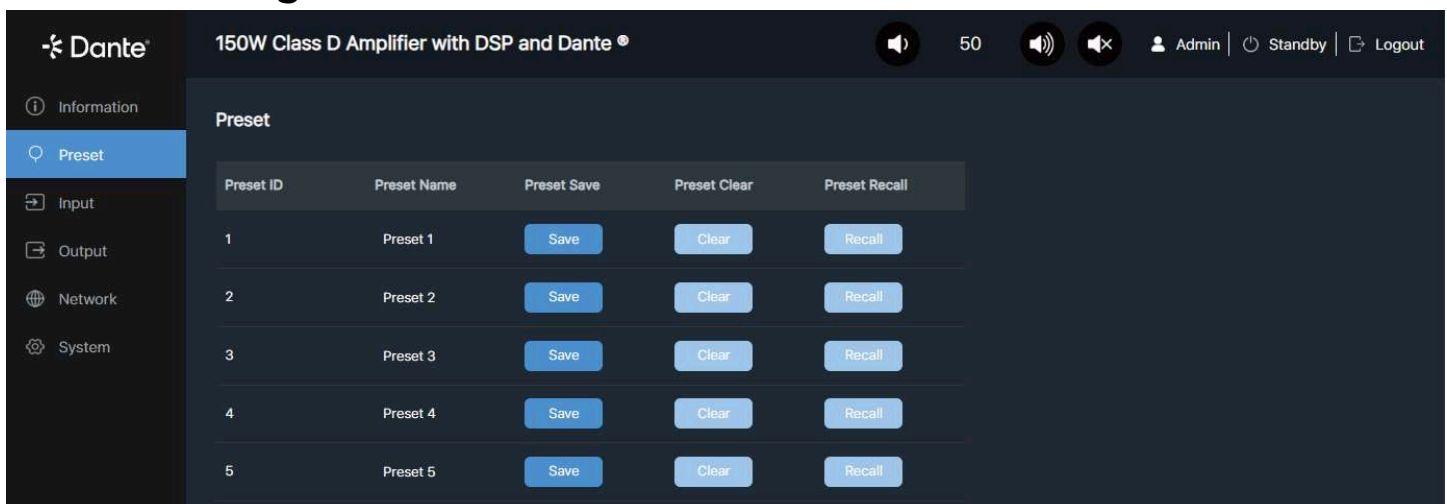 Dante®
150W Class D Amplifier with DSP and Dante ®
50
Admin | Standby | Logout
Information
Preset
Input
Output
Network
System
Preset
Preset ID Preset Name Preset Save Preset Clear Preset Recall
1 Preset 1 Save Clear Recall
2 Preset 2 Save Clear Recall
3 Preset 3 Save Clear Recall
4 Preset 4 Save Clear Recall
5 Preset 5 Save Clear Recall